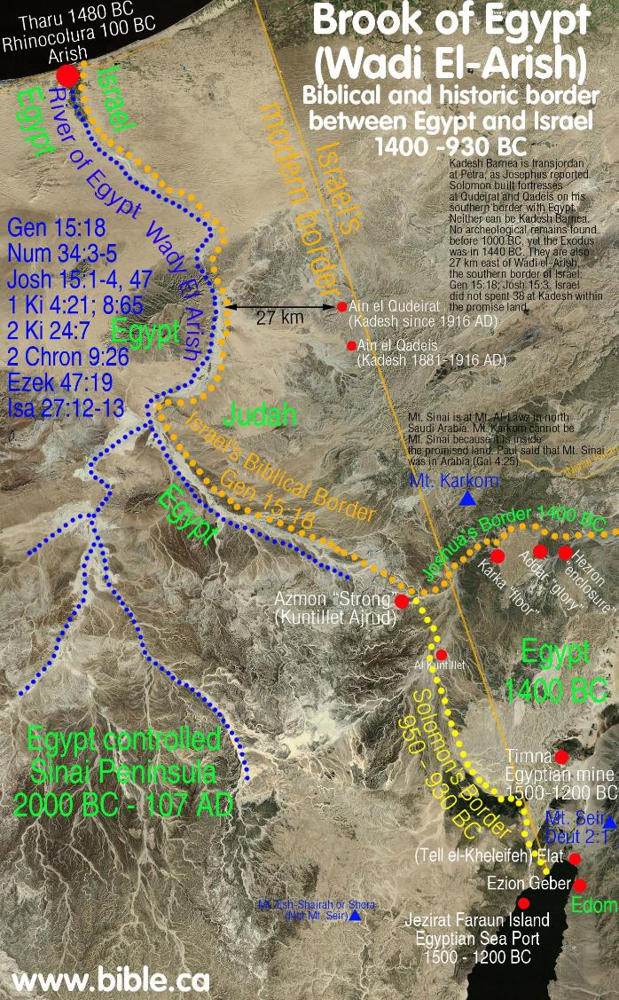 Tharu 1480 BC
Rhinocolura 100 BC
Arish
Brook of Egypt
(Wadi El-Arish)
Biblical and historic border
between Egypt and Israel
1400 -930 BC
Israel
Egypt
River of Egypt Wady El Arish
Israel's
modern border
Kadesh Barnea is transjordan
at Petra, as Josephus reported.
Solomon built fortresses
at Qudeirat and Qadeis on his
southern border with Egypt.
Neither can be Kadesh Barnea.
No archeological remains found
before 1000 BC, yet the Exodus
was in 1440 BC. They are also
27 km east of Wadi el-Arish,
the southern border of Israel:
Gen 15:18; Josh 15:3. Israel
did not spent 38 at Kadesh within
the promise land.
Gen 15:18
Num 34:3-5
Josh 15:1-4, 47
1 Ki 4:21; 8:65
2 Ki 24:7
2 Chron 9:26
Ezek 47:19
Isa 27:12-13
27 km
Ain el Qudeirat
(Kadesh since 1916 AD)
Egypt
Ain el Qadeis
(Kadesh 1881-1916 AD)
Judah
Israel's Biblical Border
Gen 15:18
Mt. Sinai is at Mt. Al-Lawz in north
Saudi Arabia. Mt. Karkom cannot be
Mt. Sinai because it is inside
the promised land. Paul said that Mt. Sinai
was in Arabia (Gal 4:25).
Mt. Karkom
Egypt
Joshua's Border 1400 BC
Karka "floor"
Addar "glory"
Hezron
"enclosure"
Azmon "Strong"
(Kuntillet Ajrud)
Al Kuntillet
Egypt
1400 BC
Solomon's Border
950 - 930 BC
Egypt controlled
Sinai Peninsula
2000 BC - 107 AD
Timna
Egyptian mine
1500-1200 BC
Mt. Seir
Deut 2:1
(Tell el-Kheleifeh) Elat
Ezion Geber
Edom
Mt. Esh-Shairah or Shora
(Not Mt. Seir)
Jezirat Faraun Island
Egyptian Sea Port
1500 - 1200 BC
www.bible.ca